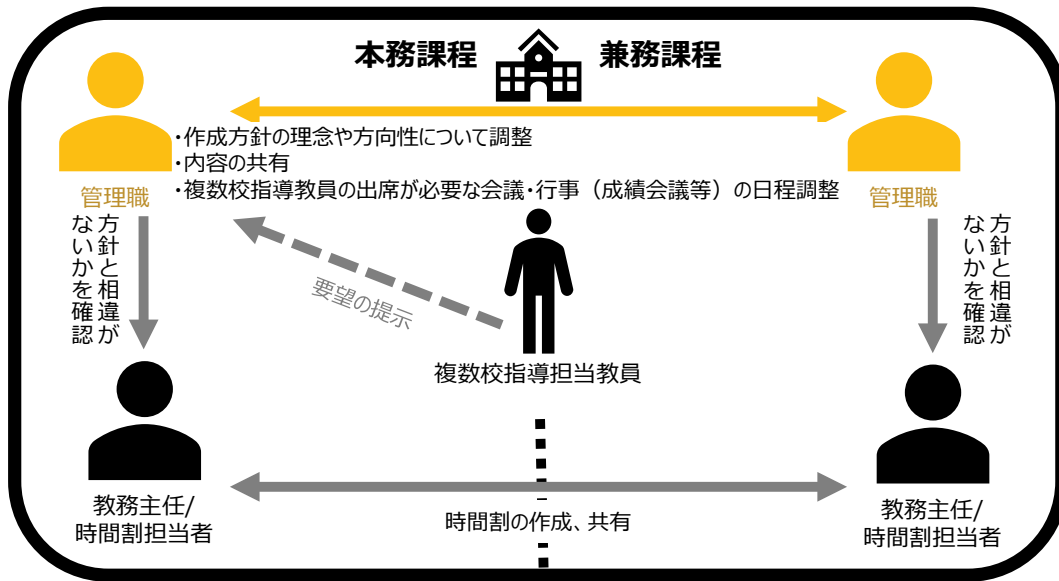 本務課程
兼務課程
・作成方針の理念や方向性について調整
・内容の共有
・複数校指導教員の出席が必要な会議・行事（成績会議等）の日程調整
管理職
管理職
方針と相違が
ないかを確認
方針と相違が
ないかを確認
要望の提示
複数校指導担当教員
教務主任/
時間割担当者
時間割の作成、共有
教務主任/
時間割担当者